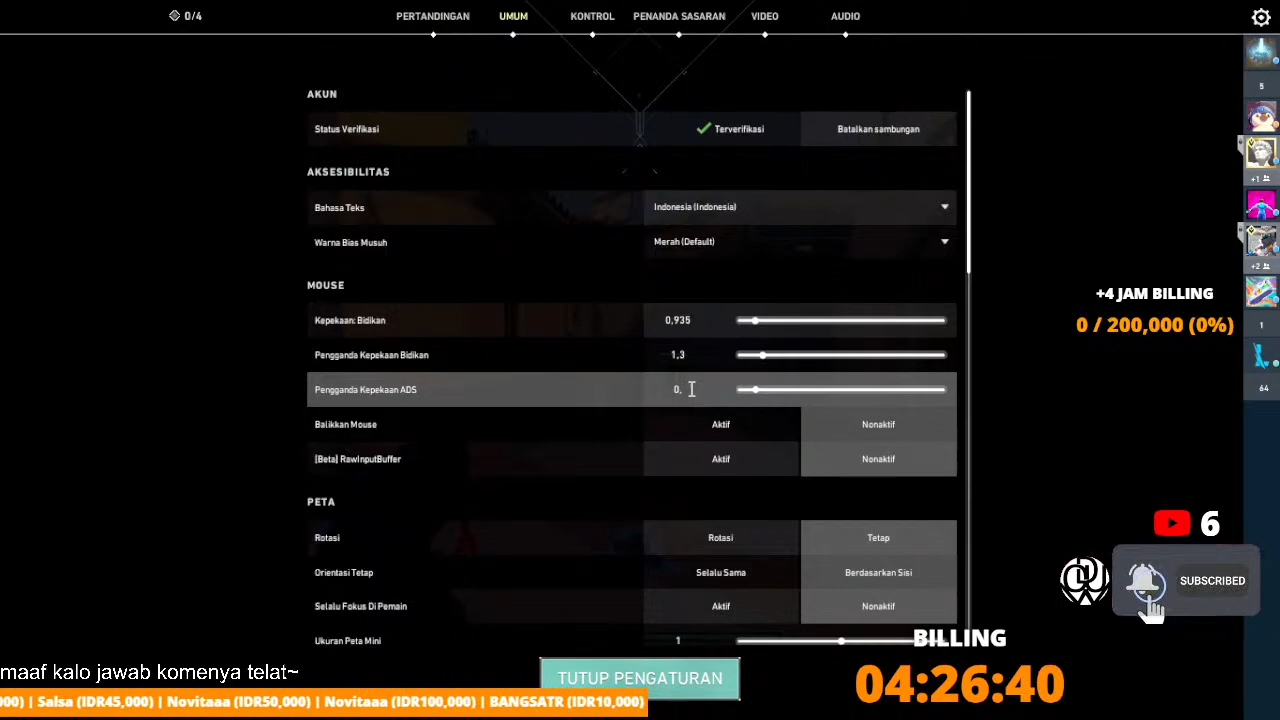 0/4
PERTANDINGAN
UMUM
KONTROL
PENANDA SASARAN
VIDEO
AUDIO
AKUN
Status Verifikasi
Terverifikasi
Batalkan sambungan
AKSESIBILITAS
Bahasa Teks
Indonesia (Indonesia)
Warna Bias Musuh
Merah (Default)
MOUSE
Kepekaan: Bidikan
0,935
Pengganda Kepekaan Bidikan
1,3
Pengganda Kepekaan ADS
0,
Balikkan Mouse
Aktif
Nonaktif
[Beta] RawInputBuffer
Aktif
Nonaktif
PETA
Rotasi
Rotasi
Tetap
Orientasi Tetap
Selalu Sama
Berdasarkan Sisi
Selalu Fokus Di Pemain
Aktif
Nonaktif
Ukuran Peta Mini
1
TUTUP PENGATURAN
5
+1
+2
1
64
+4 JAM BILLING
0 / 200,000 (0%)
6
SUBSCRIBED
BILLING
04:26:40
maaf kalo jawab komenya telat~
000) | Salsa (IDR45,000) | Novitaaa (IDR50,000) | Novitaaa (IDR100,000) | BANGSATR (IDR10,000)